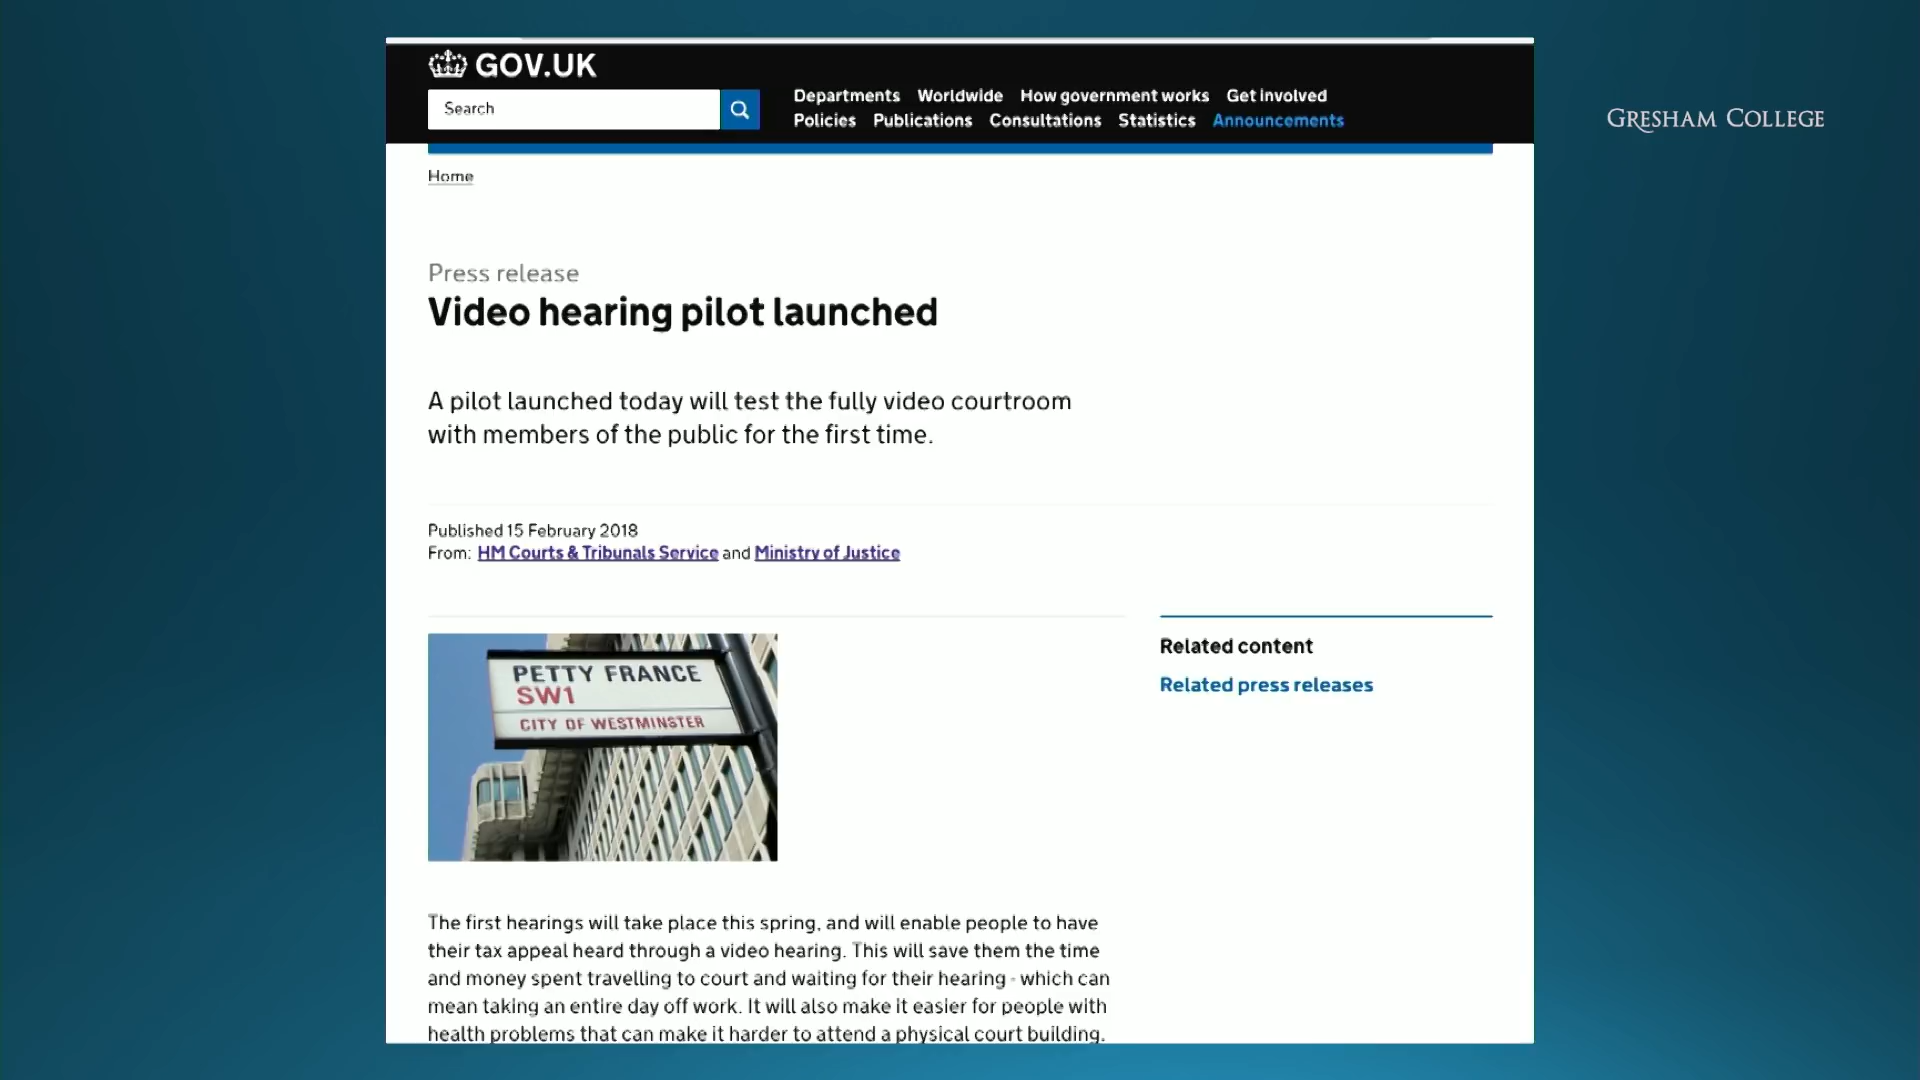 GOV.UK
Search
Departments Worldwide How government works Get involved
Policies Publications Consultations Statistics Announcements
GRESHAM COLLEGE
Home
Press release
Video hearing pilot launched
A pilot launched today will test the fully video courtroom
with members of the public for the first time.
Published 15 February 2018
From: HM Courts & Tribunals Service and Ministry of Justice
PETTY FRANCE
SW1
CITY OF WESTMINSTER
Related content
Related press releases
The first hearings will take place this spring, and will enable people to have
their tax appeal heard through a video hearing. This will save them the time
and money spent travelling to court and waiting for their hearing - which can
mean taking an entire day off work. It will also make it easier for people with
health problems that can make it harder to attend a physical court building.